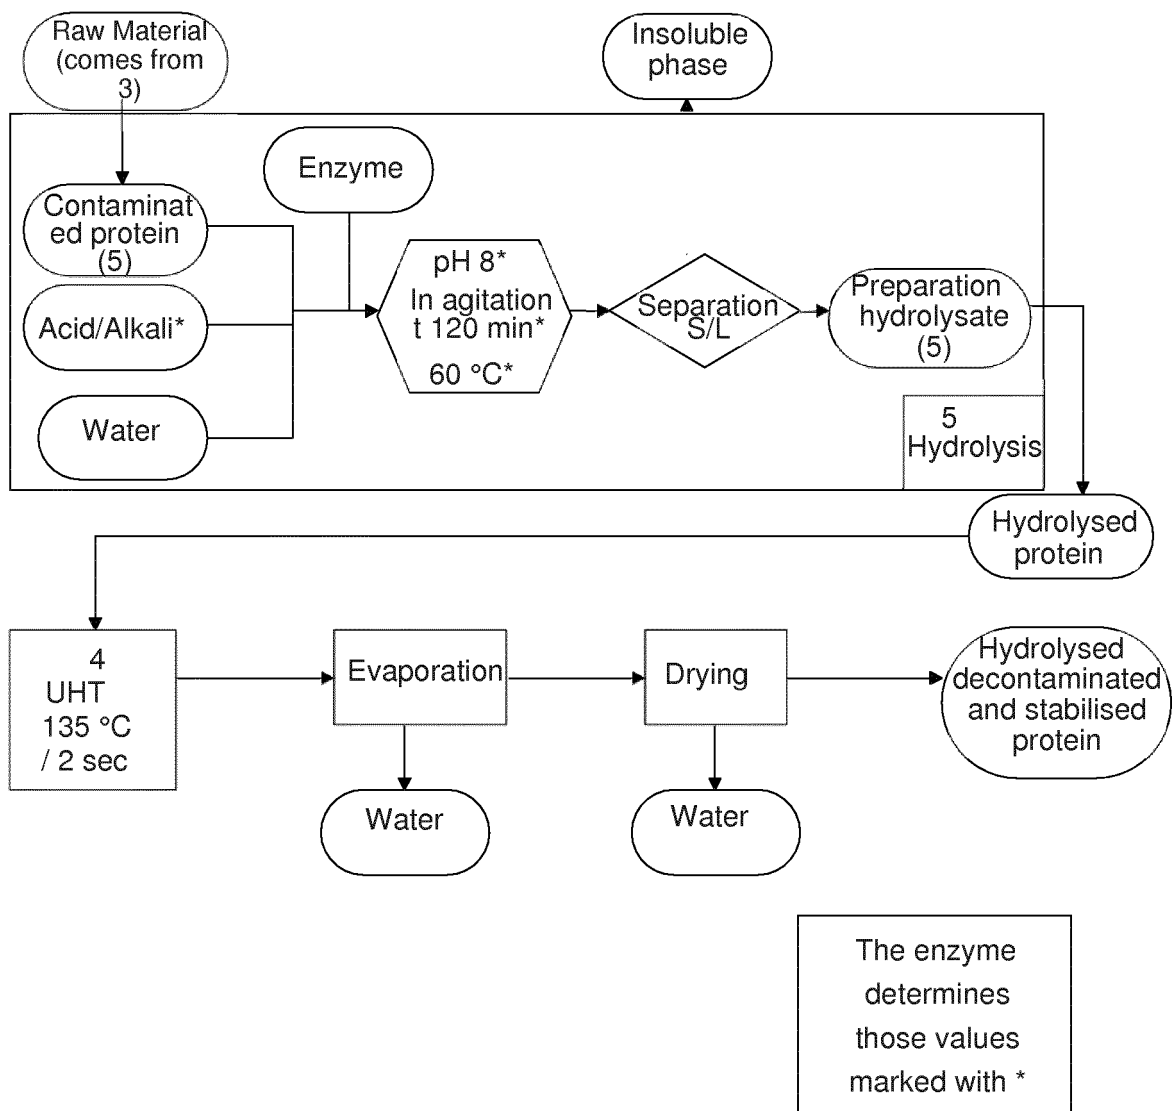 Raw Material
(comes from
3)
Insoluble
phase
Enzyme
Contaminat
ed protein
(5)
Acid/Alkali*
Water
pH 8*
In agitation
t 120 min*
60 °C*
Separation
S/L
Preparation
hydrolysate
(5)
5
Hydrolysis
Hydrolysed
protein
4
UHT
135 °C
/ 2 sec
Evaporation
Drying
Hydrolysed
decontaminated
and stabilised
protein
Water
Water
The enzyme
determines
those values
marked with *